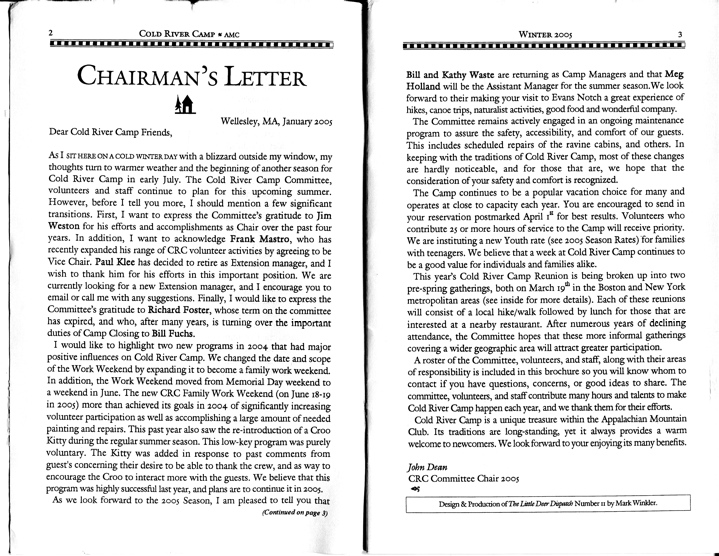 2 COLD RIVER CAMP • AMC
CHAIRMAN'S LETTER
Wellesley, MA, January 2005
Dear Cold River Camp Friends,
AS I SIT HERE ON A COLD WINTER DAY with a blizzard outside my window, my
thoughts turn to warmer weather and the beginning of another season for
Cold River Camp in early July. The Cold River Camp Committee,
volunteers and staff continue to plan for this upcoming summer.
However, before I tell you more, I should mention a few significant
transitions. First, I want to express the Committee's gratitude to Jim
Weston for his efforts and accomplishments as Chair over the past four
years. In addition, I want to acknowledge Frank Mastro, who has
recently expanded his range of CRC volunteer activities by agreeing to be
Vice Chair. Paul Klee has decided to retire as Extension manager, and I
wish to thank him for his efforts in this important position. We are
currently looking for a new Extension manager, and I encourage you to
email or call me with any suggestions. Finally, I would like to express the
Committee's gratitude to Richard Foster, whose term on the committee
has expired, and who, after many years, is turning over the important
duties of Camp Closing to Bill Fuchs.
I would like to highlight two new programs in 2004 that had major
positive influences on Cold River Camp. We changed the date and scope
of the Work Weekend by expanding it to become a family work weekend.
In addition, the Work Weekend moved from Memorial Day weekend to
a weekend in June. The new CRC Family Work Weekend (on June 18-19
in 2005) more than achieved its goals in 2004 of significantly increasing
volunteer participation as well as accomplishing a large amount of needed
painting and repairs. This past year also saw the re-introduction of a Croo
Kitty during the regular summer season. This low-key program was purely
voluntary. The Kitty was added in response to past comments from
guest's concerning their desire to be able to thank the crew, and as way to
encourage the Croo to interact more with the guests. We believe that this
program was highly successful last year, and plans are to continue it in 2005.
As we look forward to the 2005 Season, I am pleased to tell you that
(Continued on page 3)
WINTER 2005 3
Bill and Kathy Waste are returning as Camp Managers and that Meg
Holland will be the Assistant Manager for the summer season.We look
forward to their making your visit to Evans Notch a great experience of
hikes, canoe trips, naturalist activities, good food and wonderful company.
The Committee remains actively engaged in an ongoing maintenance
program to assure the safety, accessibility, and comfort of our guests.
This includes scheduled repairs of the ravine cabins, and others. In
keeping with the traditions of Cold River Camp, most of these changes
are hardly noticeable, and for those that are, we hope that the
consideration of your safety and comfort is recognized.
The Camp continues to be a popular vacation choice for many and
operates at close to capacity each year. You are encouraged to send in
your reservation postmarked April 1st for best results. Volunteers who
contribute 25 or more hours of service to the Camp will receive priority.
We are instituting a new Youth rate (see 2005 Season Rates) for families
with teenagers. We believe that a week at Cold River Camp continues to
be a good value for individuals and families alike.
This year's Cold River Camp Reunion is being broken up into two
pre-spring gatherings, both on March 19th in the Boston and New York
metropolitan areas (see inside for more details). Each of these reunions
will consist of a local hike/walk followed by lunch for those that are
interested at a nearby restaurant. After numerous years of declining
attendance, the Committee hopes that these more informal gatherings
covering a wider geographic area will attract greater participation.
A roster of the Committee, volunteers, and staff, along with their areas
of responsibility is included in this brochure so you will know whom to
contact if you have questions, concerns, or good ideas to share. The
committee, volunteers, and staff contribute many hours and talents to make
Cold River Camp happen each year, and we thank them for their efforts.
Cold River Camp is a unique treasure within the Appalachian Mountain
Club. Its traditions are long-standing, yet it always provides a warm
welcome to newcomers. We look forward to your enjoying its many benefits.
John Dean
CRC Committee Chair 2005
Design & Production of The Little Deer Dispatch Number 11 by Mark Winkler.